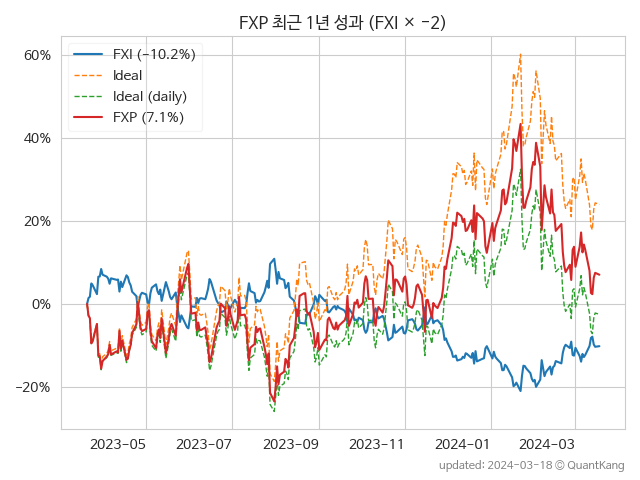 FXP 최근 1년 성과 (FXI × −2)
60%
40%
20%
0%
−20%
FXI (−10.2%)
Ideal
Ideal (daily)
FXP (7.1%)
2023−05
2023−07
2023−09
2023−11
2024−01
2024−03
updated: 2024−03−18 ⓒ QuantKang